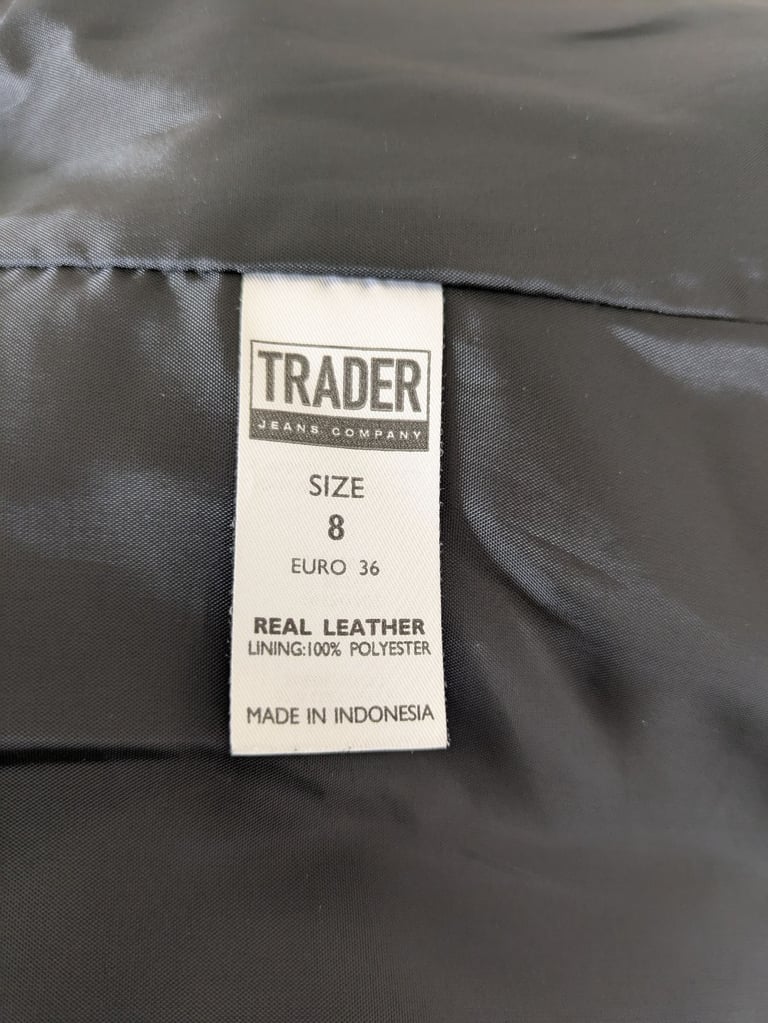 TRADER
JEANS COMPANY
SIZE
8
EURO 36
REAL LEATHER
LINING:100% POLYESTER
MADE IN INDONESIA